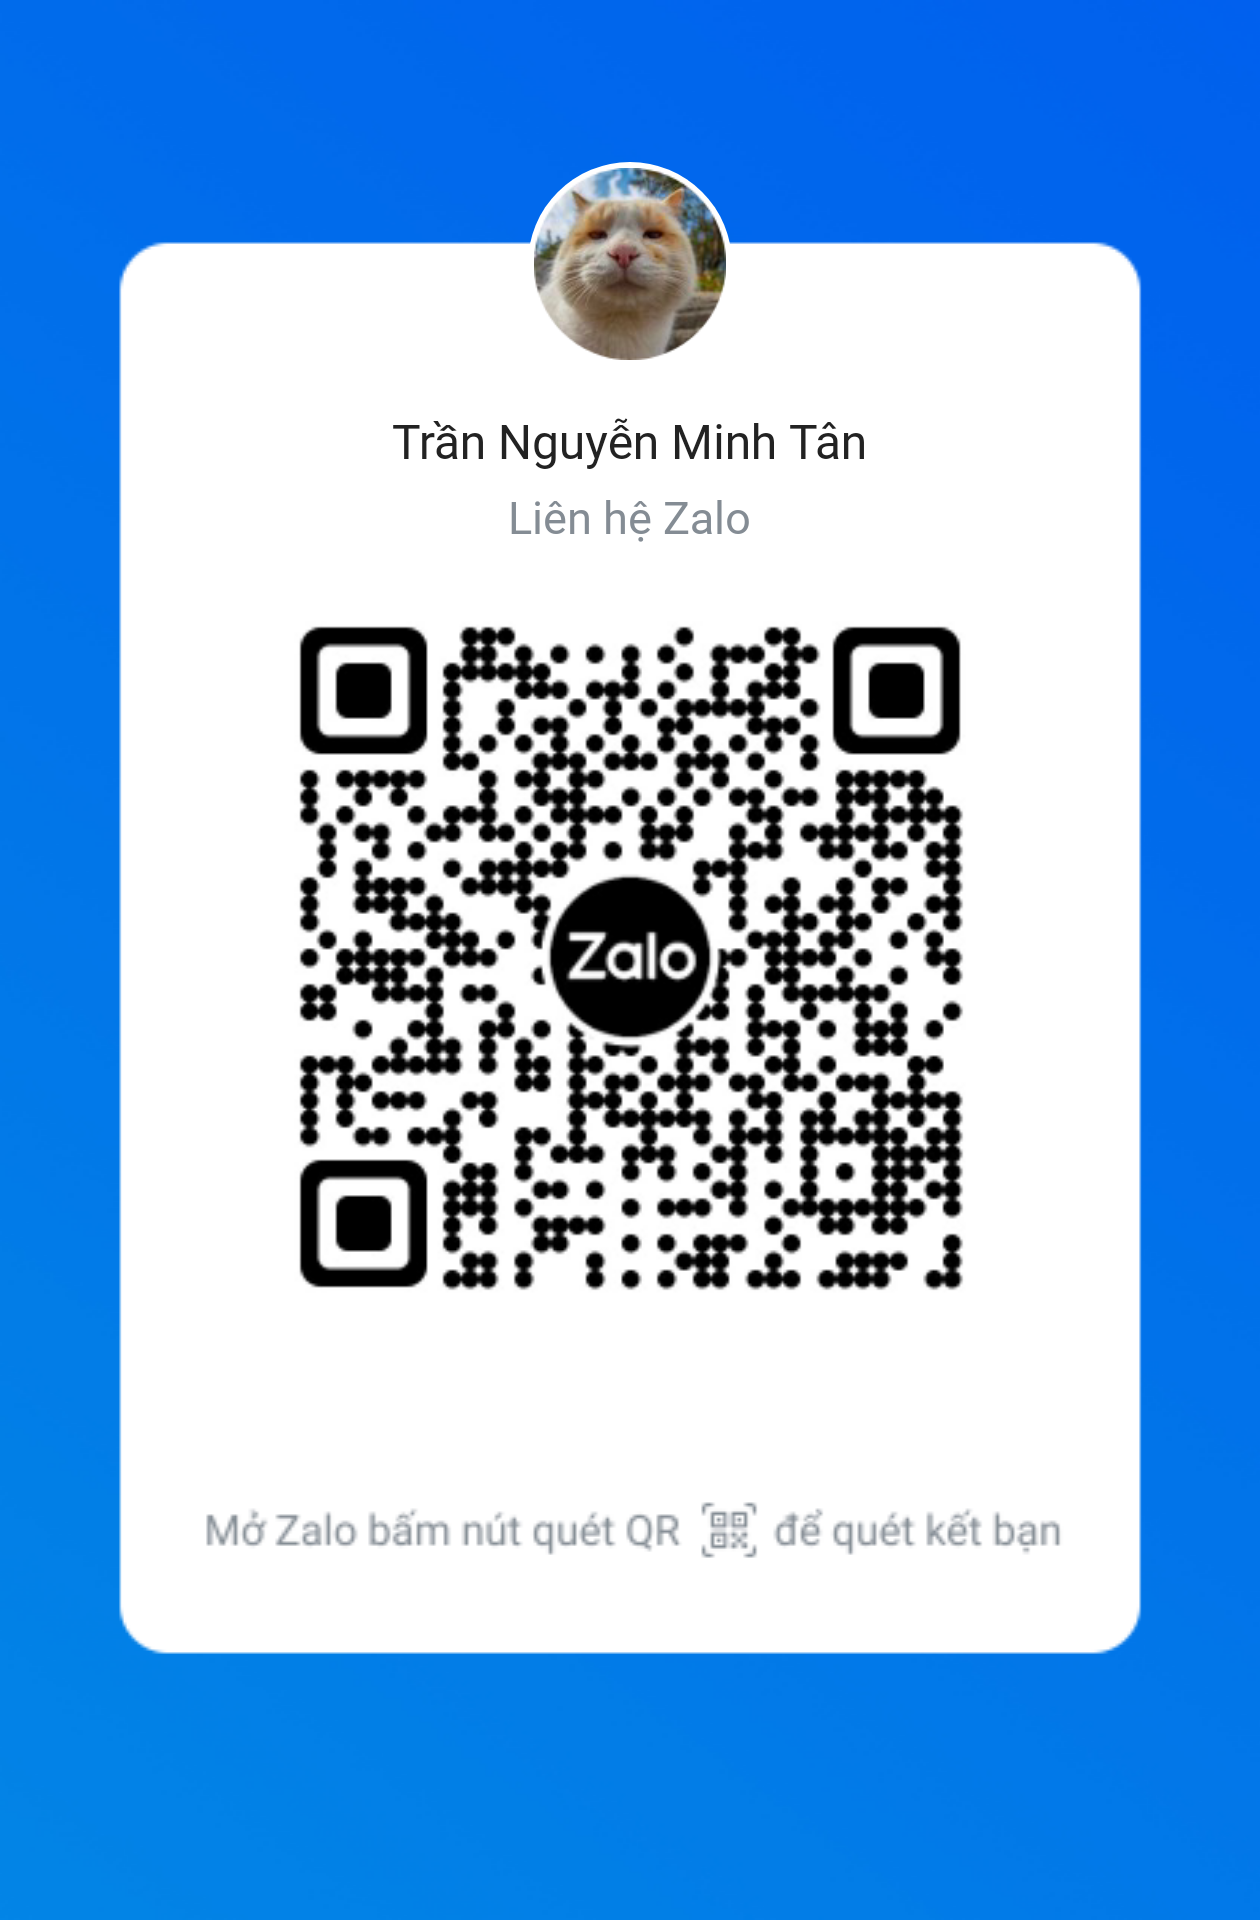 Trần Nguyễn Minh Tân
Liên hệ Zalo
Zalo
Mở Zalo bấm nút quét QR để quét kết bạn